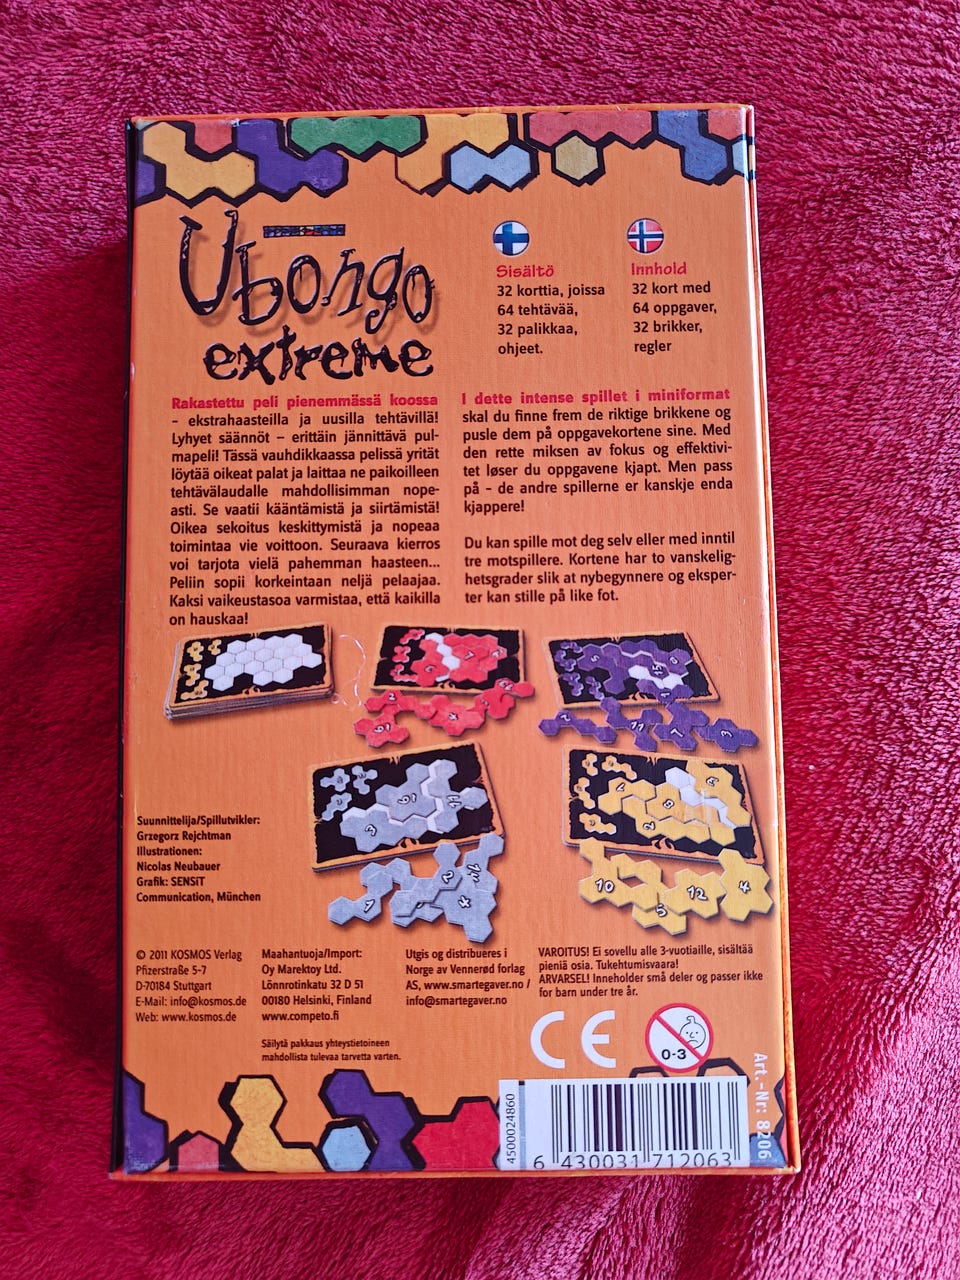 Ubongo
extreme
Sisältö
32 korttia, joissa
64 tehtävää,
32 palikkaa,
ohjeet.
Innhold
32 kort med
64 oppgaver,
32 brikker,
regler
Rakastettu peli pienemmässä koossa
- ekstrahaasteilla ja uusilla tehtävillä!
Lyhyet säännöt – erittäin jännittävä pul-
mapeli! Tässä vauhdikkaassa pelissä yrität
löytää oikeat palat ja laittaa ne paikoilleen
tehtävälaudalle mahdollisimman nope-
asti. Se vaatii kääntämistä ja siirtämistä!
Oikea sekoitus keskittymistä ja nopeaa
toimintaa vie voittoon. Seuraava kierros
voi tarjota vielä pahemman haasteen...
Peliin sopii korkeintaan neljä pelaajaa.
Kaksi vaikeustasoa varmistaa, että kaikilla
on hauskaa!
I dette intense spillet i miniformat
skal du finne frem de riktige brikkene og
pusle dem på oppgavekortene sine. Med
den rette miksen av fokus og effektivi-
tet løser du oppgavene kjapt. Men pass
på – de andre spillerne er kanskje enda
kjappere!
Du kan spille mot deg selv eller med inntil
tre motspillere. Kortene har to vanskelig-
hetsgrader slik at nybegynnere og eksper-
ter kan stille på like fot.
Suunnittelija/Spillutvikler:
Grzegorz Rejchtman
Illustrationen:
Nicolas Neubauer
Grafik: SENSiT
Communication, München
© 2011 KOSMOS Verlag
Pfizerstraße 5-7
D-70184 Stuttgart
E-Mail: info@kosmos.de
Web: www.kosmos.de
Maahantuoja/Import:
Oy Marektoy Ltd.
Lönnrotinkatu 32 D 51
00180 Helsinki, Finland
www.competo.fi
Säilytä pakkaus yhteystietoineen
mahdollista tulevaa tarvetta varten.
Utgis og distribueres i
Norge av Vennerød forlag
AS, www.smartegaver.no /
info@smartegaver.no
VAROITUS! Ei sovellu alle 3-vuotiaille, sisältää
pieniä osia. Tukehtumisvaara!
ADVARSEL! Inneholder små deler og passer ikke
for barn under tre år.
CE
0-3
Art.-Nr: 8206
4500024860
6 430031 712063